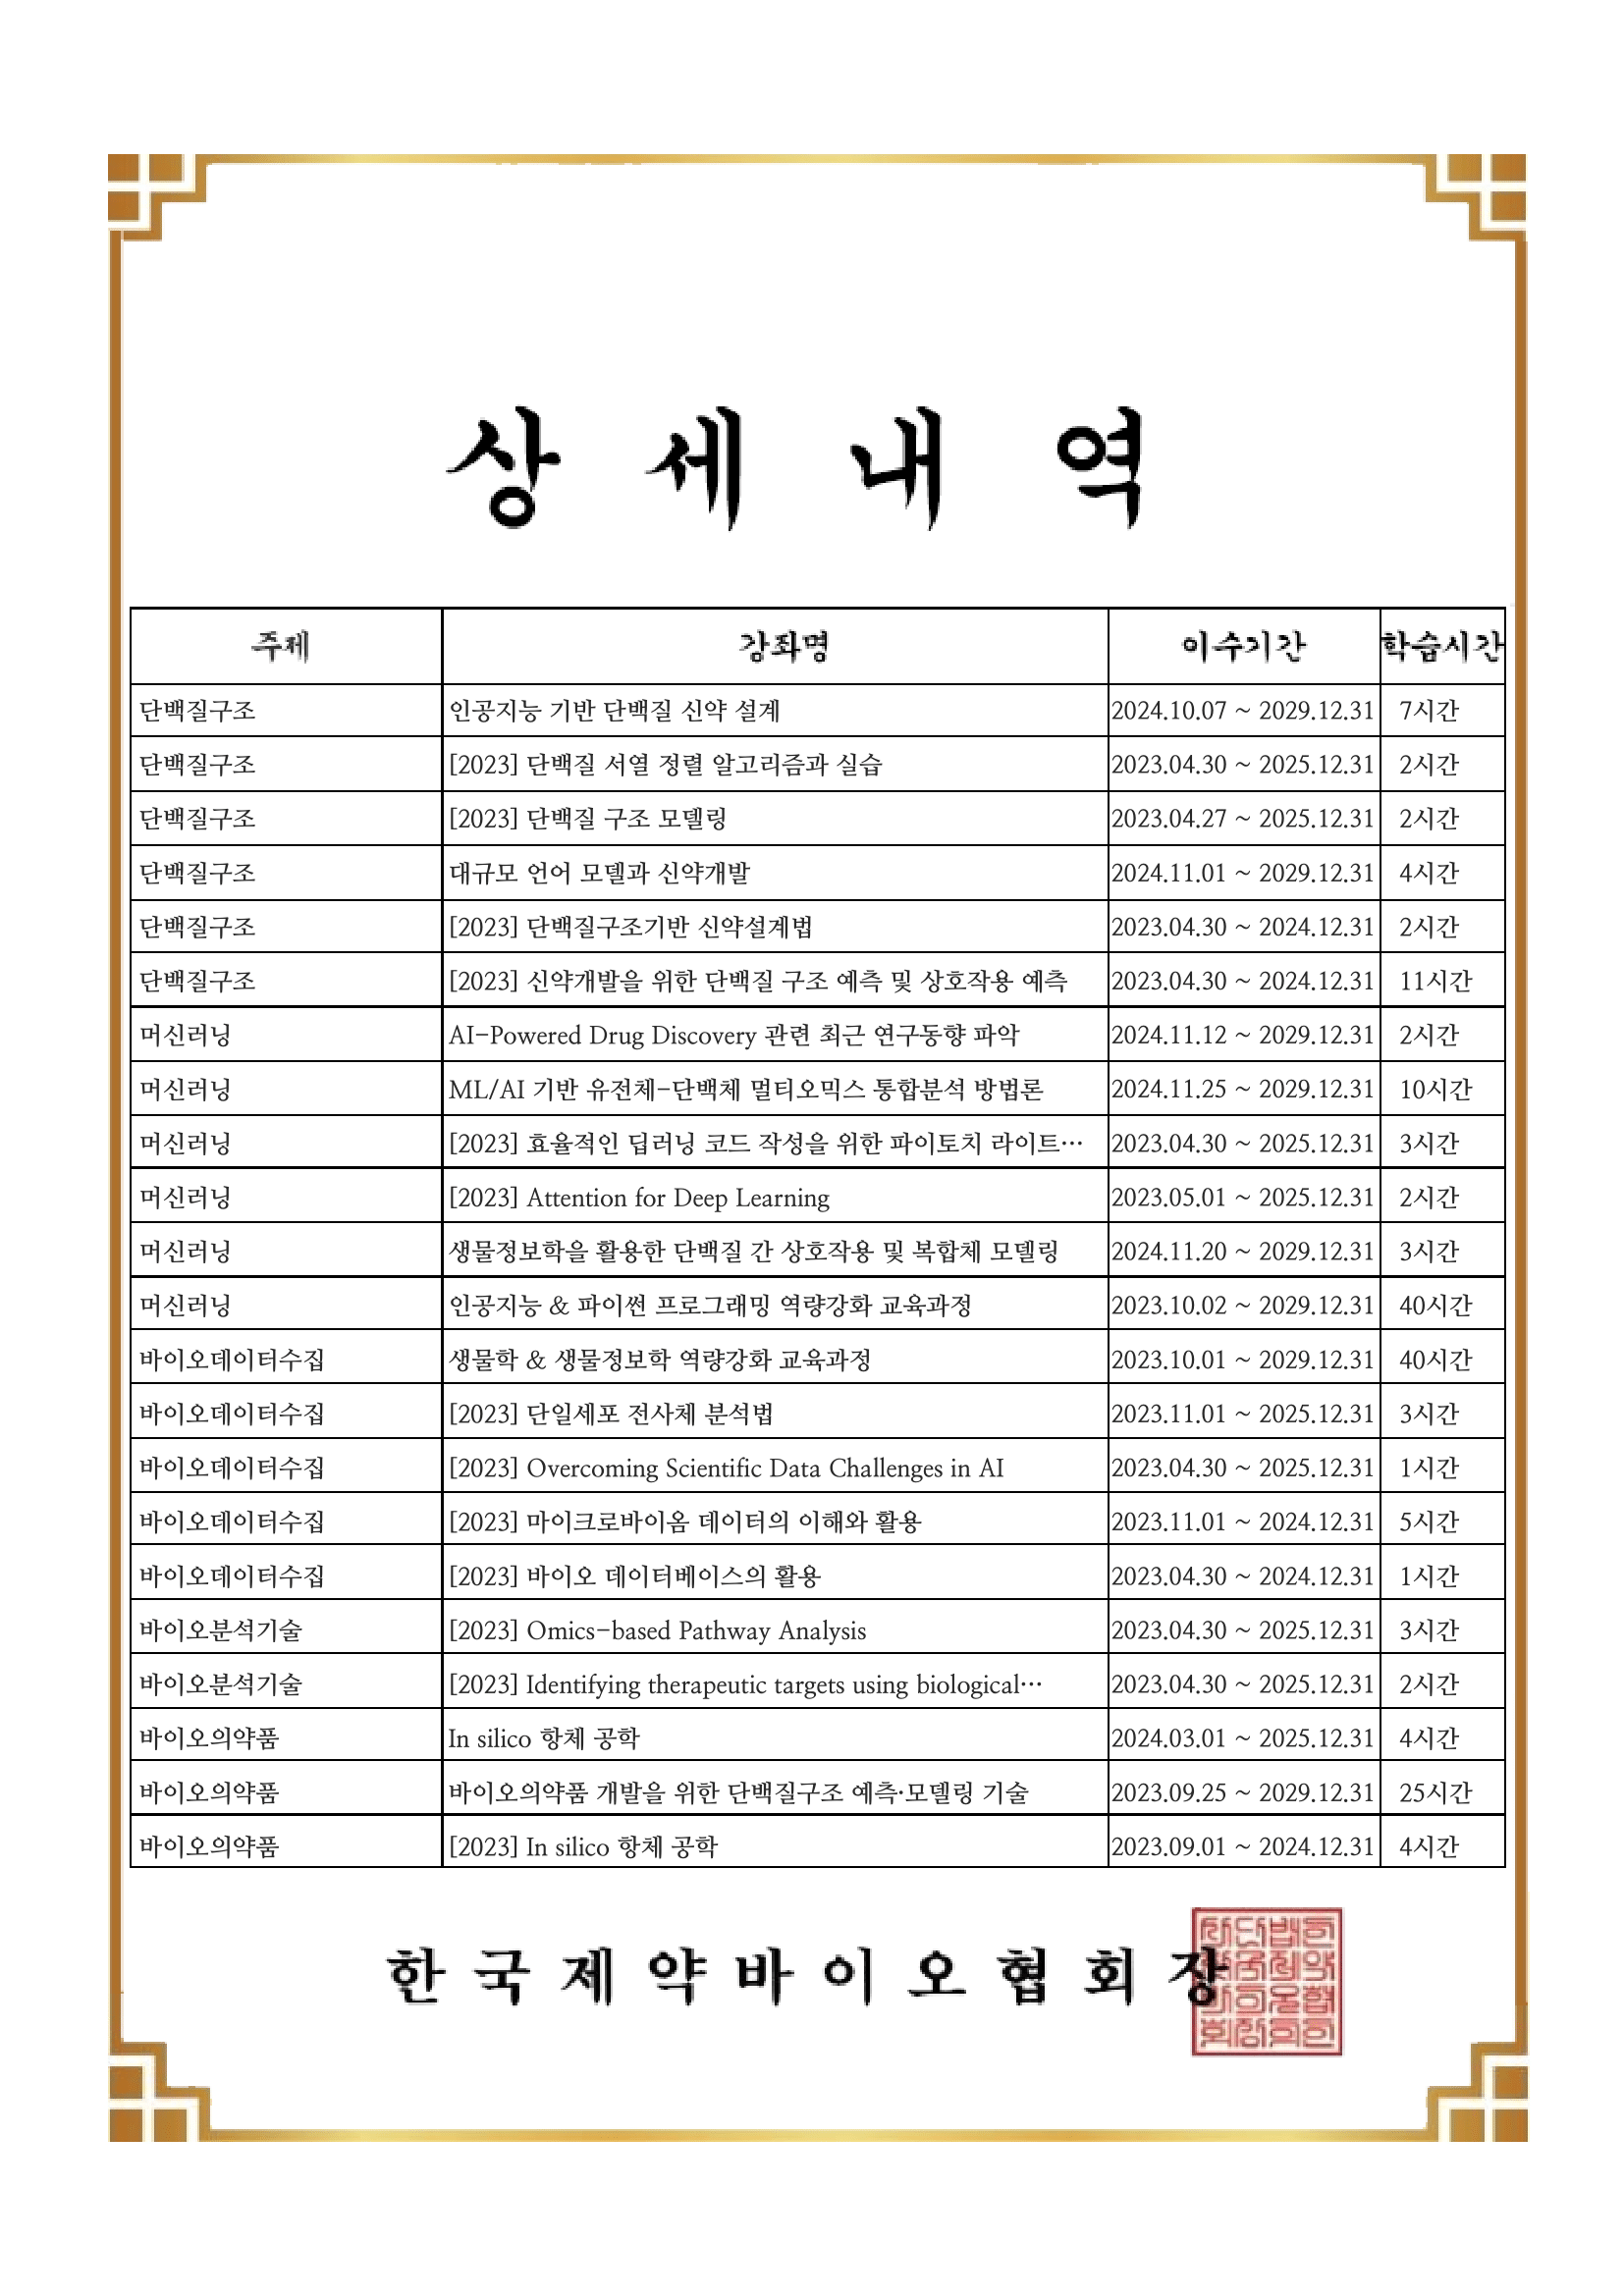 상 세 내 역
주제 강좌명 이수기간 학습시간
단백질구조 인공지능 기반 단백질 신약 설계 2024.10.07 ~ 2029.12.31 7시간
단백질구조 [2023] 단백질 서열 정렬 알고리즘과 실습 2023.04.30 ~ 2025.12.31 2시간
단백질구조 [2023] 단백질 구조 모델링 2023.04.27 ~ 2025.12.31 2시간
단백질구조 대규모 언어 모델과 신약개발 2024.11.01 ~ 2029.12.31 4시간
단백질구조 [2023] 단백질구조기반 신약설계법 2023.04.30 ~ 2024.12.31 2시간
단백질구조 [2023] 신약개발을 위한 단백질 구조 예측 및 상호작용 예측 2023.04.30 ~ 2024.12.31 11시간
머신러닝 AI-Powered Drug Discovery 관련 최근 연구동향 파악 2024.11.12 ~ 2029.12.31 2시간
머신러닝 ML/AI 기반 유전체-단백체 멀티오믹스 통합분석 방법론 2024.11.25 ~ 2029.12.31 10시간
머신러닝 [2023] 효율적인 딥러닝 코드 작성을 위한 파이토치 라이트… 2023.04.30 ~ 2025.12.31 3시간
머신러닝 [2023] Attention for Deep Learning 2023.05.01 ~ 2025.12.31 2시간
머신러닝 생물정보학을 활용한 단백질 간 상호작용 및 복합체 모델링 2024.11.20 ~ 2029.12.31 3시간
머신러닝 인공지능 & 파이썬 프로그래밍 역량강화 교육과정 2023.10.02 ~ 2029.12.31 40시간
바이오데이터수집 생물학 & 생물정보학 역량강화 교육과정 2023.10.01 ~ 2029.12.31 40시간
바이오데이터수집 [2023] 단일세포 전사체 분석법 2023.11.01 ~ 2025.12.31 3시간
바이오데이터수집 [2023] Overcoming Scientific Data Challenges in AI 2023.04.30 ~ 2025.12.31 1시간
바이오데이터수집 [2023] 마이크로바이옴 데이터의 이해와 활용 2023.11.01 ~ 2024.12.31 5시간
바이오데이터수집 [2023] 바이오 데이터베이스의 활용 2023.04.30 ~ 2024.12.31 1시간
바이오분석기술 [2023] Omics-based Pathway Analysis 2023.04.30 ~ 2025.12.31 3시간
바이오분석기술 [2023] Identifying therapeutic targets using biological… 2023.04.30 ~ 2025.12.31 2시간
바이오의약품 In silico 항체 공학 2024.03.01 ~ 2025.12.31 4시간
바이오의약품 바이오의약품 개발을 위한 단백질구조 예측·모델링 기술 2023.09.25 ~ 2029.12.31 25시간
바이오의약품 [2023] In silico 항체 공학 2023.09.01 ~ 2024.12.31 4시간
한 국 제 약 바 이 오 협 회 장